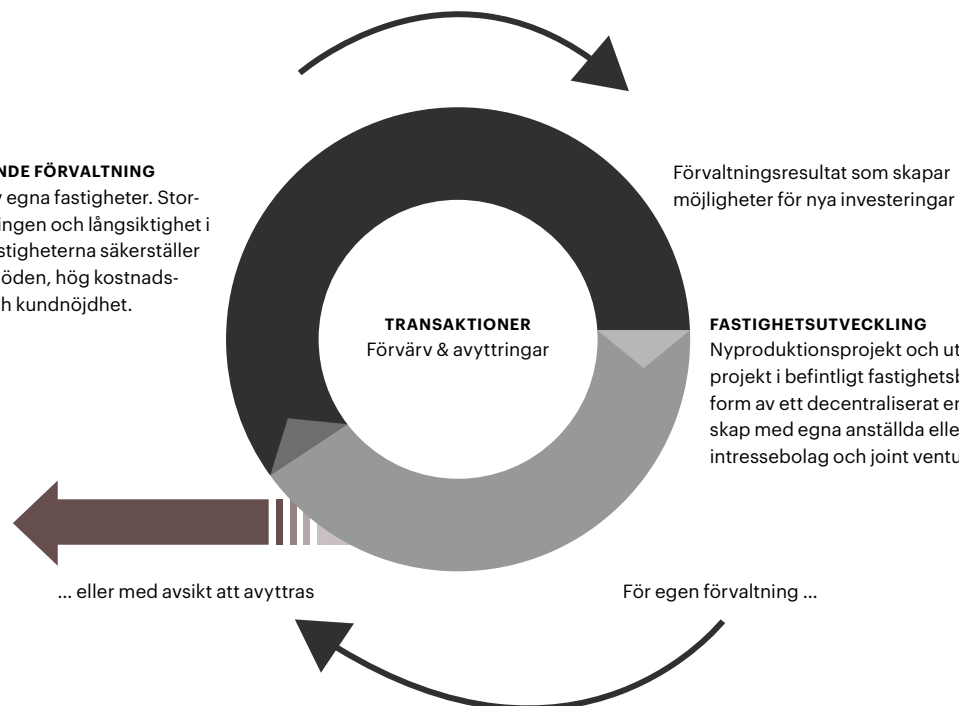 NDE FÖRVALTNING
egna fastigheter. Stor-
ingen och långsiktighet i
stigheterna säkerställer
öden, hög kostnads-
h kundnöjdhet.
Förvaltningsresultat som skapar
möjligheter för nya investeringar
TRANSAKTIONER
Förvärv & avyttringar
FASTIGHETSUTVECKLING
Nyproduktionsprojekt och ut
projekt i befintligt fastighetsb
form av ett decentraliserat en
skap med egna anställda elle
intressebolag och joint ventu
... eller med avsikt att avyttras
För egen förvaltning ...